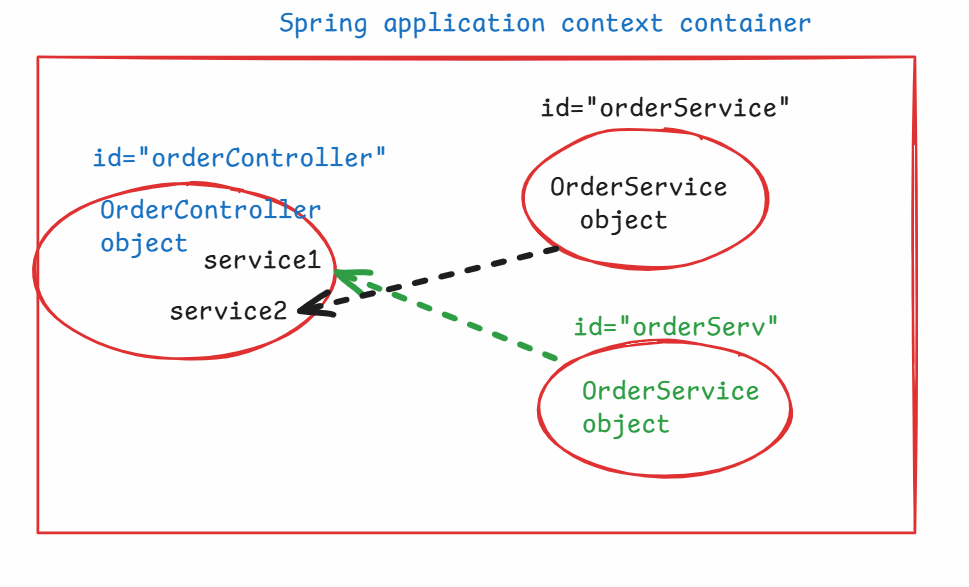 Spring application context container
id="orderService"
id="orderController"
OrderService
object
OrderController
object
service1
service2
id="orderServ"
OrderService
object